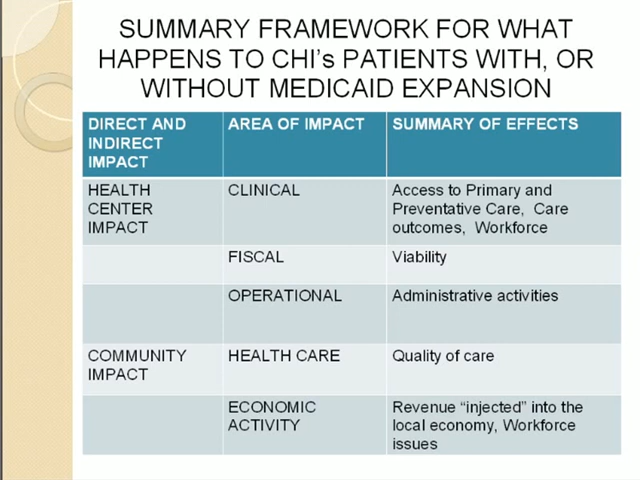 SUMMARY FRAMEWORK FOR WHAT
HAPPENS TO CHI's PATIENTS WITH, OR
WITHOUT MEDICAID EXPANSION
DIRECT AND
INDIRECT
IMPACT
AREA OF IMPACT
SUMMARY OF EFFECTS
HEALTH
CENTER
IMPACT
CLINICAL
Access to Primary and
Preventative Care, Care
outcomes, Workforce
FISCAL
Viability
OPERATIONAL
Administrative activities
COMMUNITY
IMPACT
HEALTH CARE
Quality of care
ECONOMIC
ACTIVITY
Revenue “injected” into the
local economy, Workforce
issues